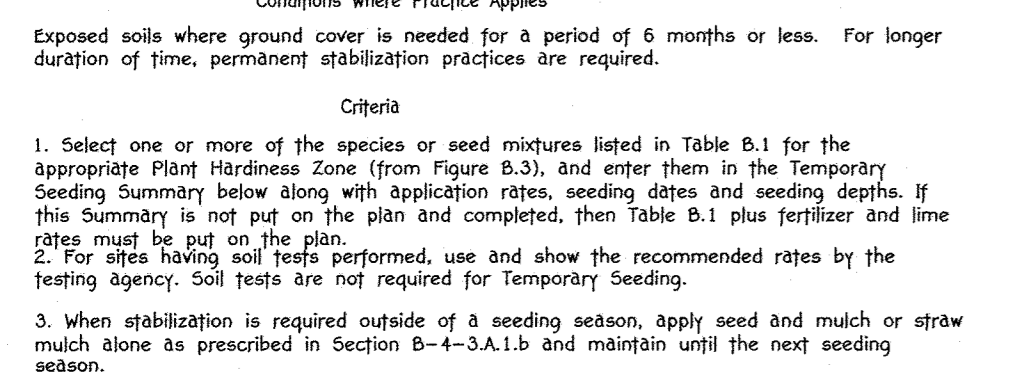 Conditions Where Practice Applies
Exposed soils where ground cover is needed for a period of 6 months or less. For longer
duration of time, permanent stabilization practices are required.
Criteria
1. Select one or more of the species or seed mixtures listed in Table B.1 for the
appropriate Plant Hardiness Zone (from Figure B.3), and enter them in the Temporary
Seeding Summary below along with application rates, seeding dates and seeding depths. If
this Summary is not put on the plan and completed, then Table B.1 plus fertilizer and lime
rates must be put on the plan.
2. For sites having soil tests performed, use and show the recommended rates by the
testing agency. Soil tests are not required for Temporary Seeding.
3. When stabilization is required outside of a seeding season, apply seed and mulch or straw
mulch alone as prescribed in Section B-4-3.A.1.b and maintain until the next seeding
season.